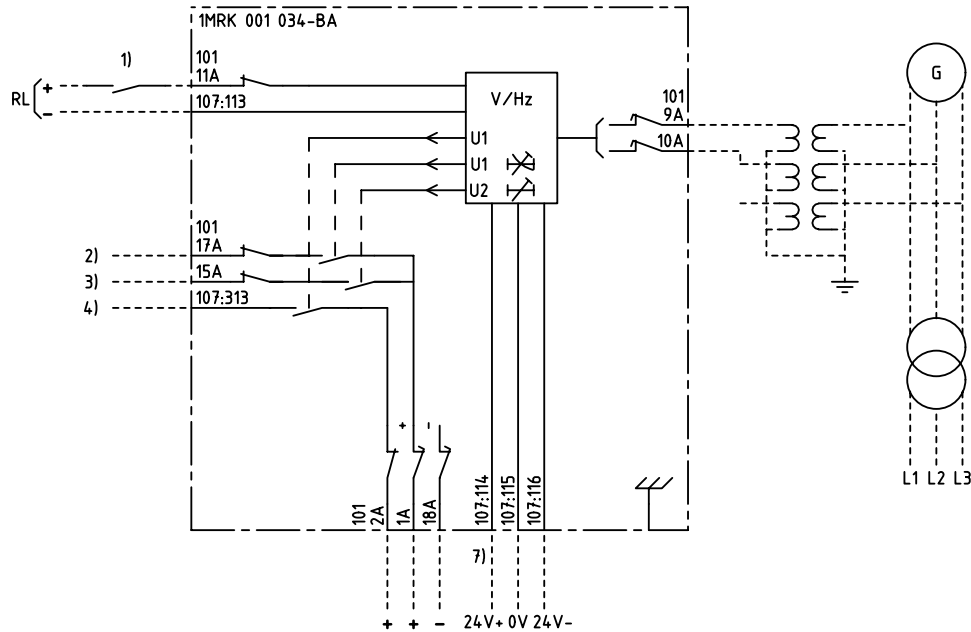 1MRK 001 034-BA
1)
101
11A
RL
+
-
107:113
V/Hz
U1
U1
U2
101
9A
10A
G
101
2) 17A
3) 15A
4) 107:313
+ -
101
2A
1A
18A
107:114
107:115
107:116
7)
+ + - 24V+ 0V 24V-
L1 L2 L3